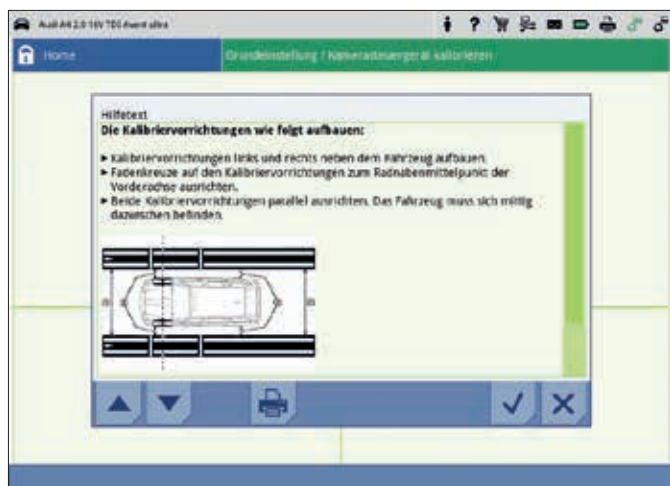 Audi A4 2.0 16V TDI Avant ultra
Home
Grundeinstellung / Kamerasteuergerät kalibrieren
Hilfetext
Die Kalibriervorrichtungen wie folgt aufbauen:
► Kalibriervorrichtungen links und rechts neben dem Fahrzeug aufbauen.
► Fadenkreuze auf den Kalibriervorrichtungen zum Radnabenmittelpunkt der
Vorderachse ausrichten.
► Beide Kalibriervorrichtungen parallel ausrichten. Das Fahrzeug muss sich mittig
dazwischen befinden.